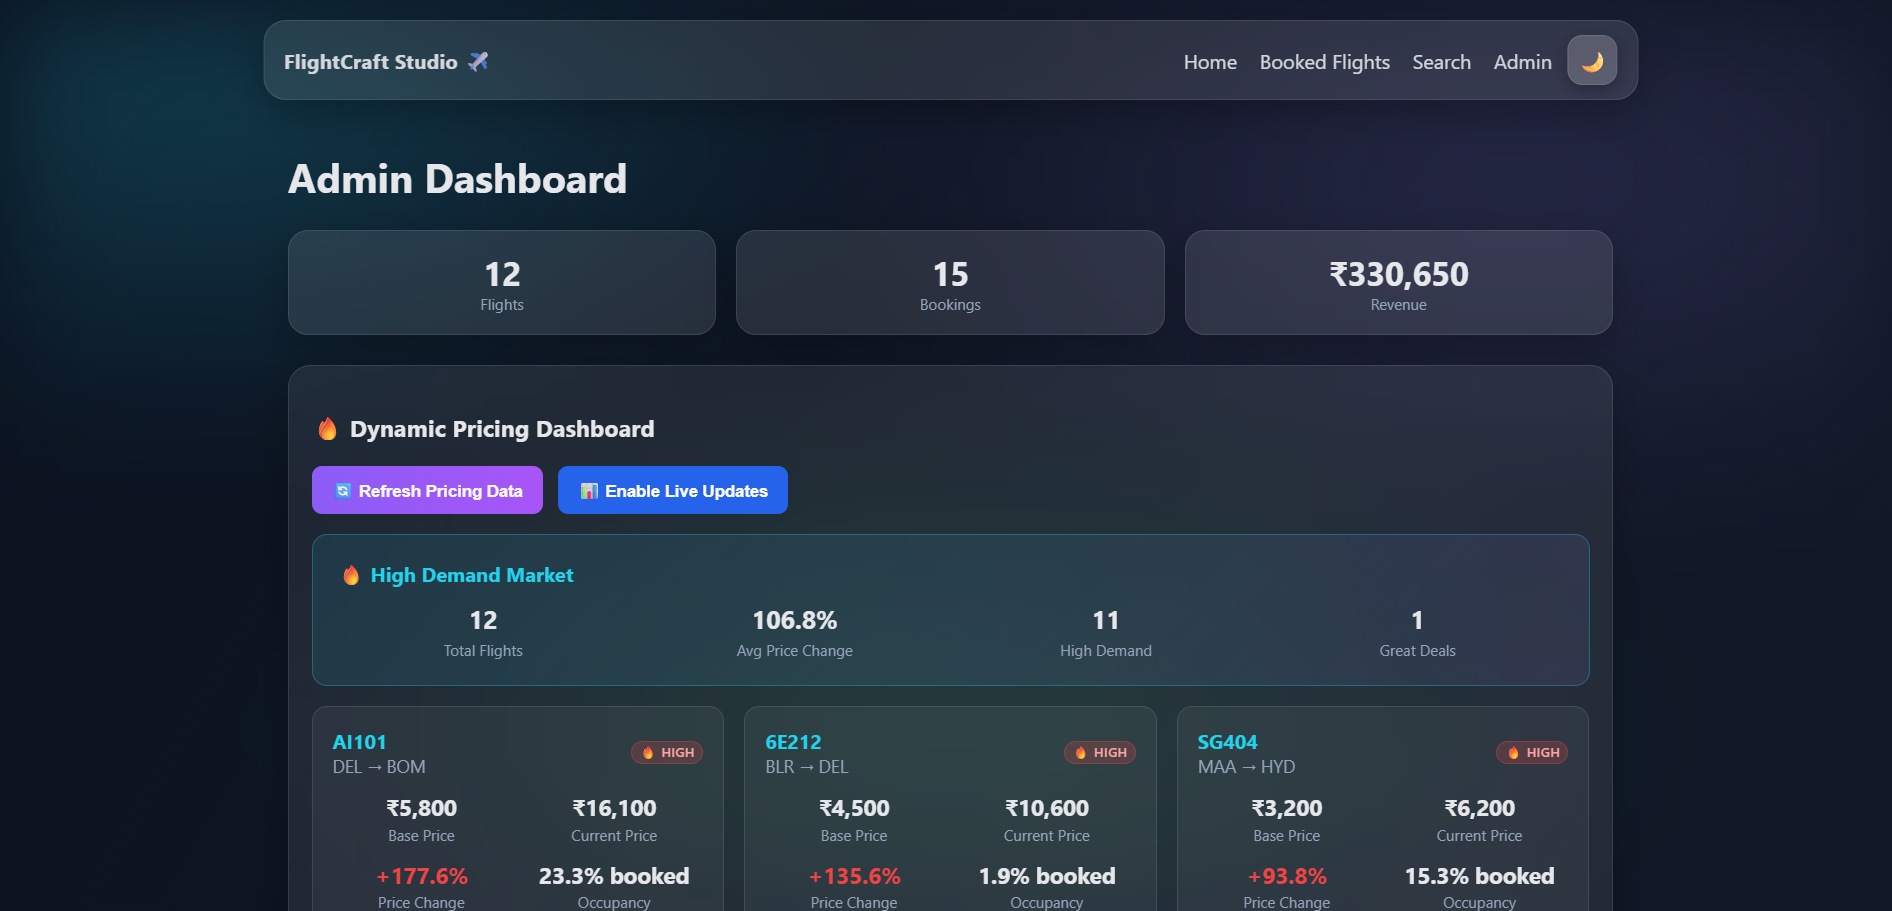 FlightCraft Studio ✈️
Home Booked Flights Search Admin 🌙
Admin Dashboard
12
Flights
15
Bookings
₹330,650
Revenue
🔥 Dynamic Pricing Dashboard
🔄 Refresh Pricing Data
📊 Enable Live Updates
🔥 High Demand Market
12
Total Flights
106.8%
Avg Price Change
11
High Demand
1
Great Deals
AI101
DEL → BOM
🔥 HIGH
₹5,800
Base Price
₹16,100
Current Price
+177.6%
Price Change
23.3% booked
Occupancy
6E212
BLR → DEL
🔥 HIGH
₹4,500
Base Price
₹10,600
Current Price
+135.6%
Price Change
1.9% booked
Occupancy
SG404
MAA → HYD
🔥 HIGH
₹3,200
Base Price
₹6,200
Current Price
+93.8%
Price Change
15.3% booked
Occupancy